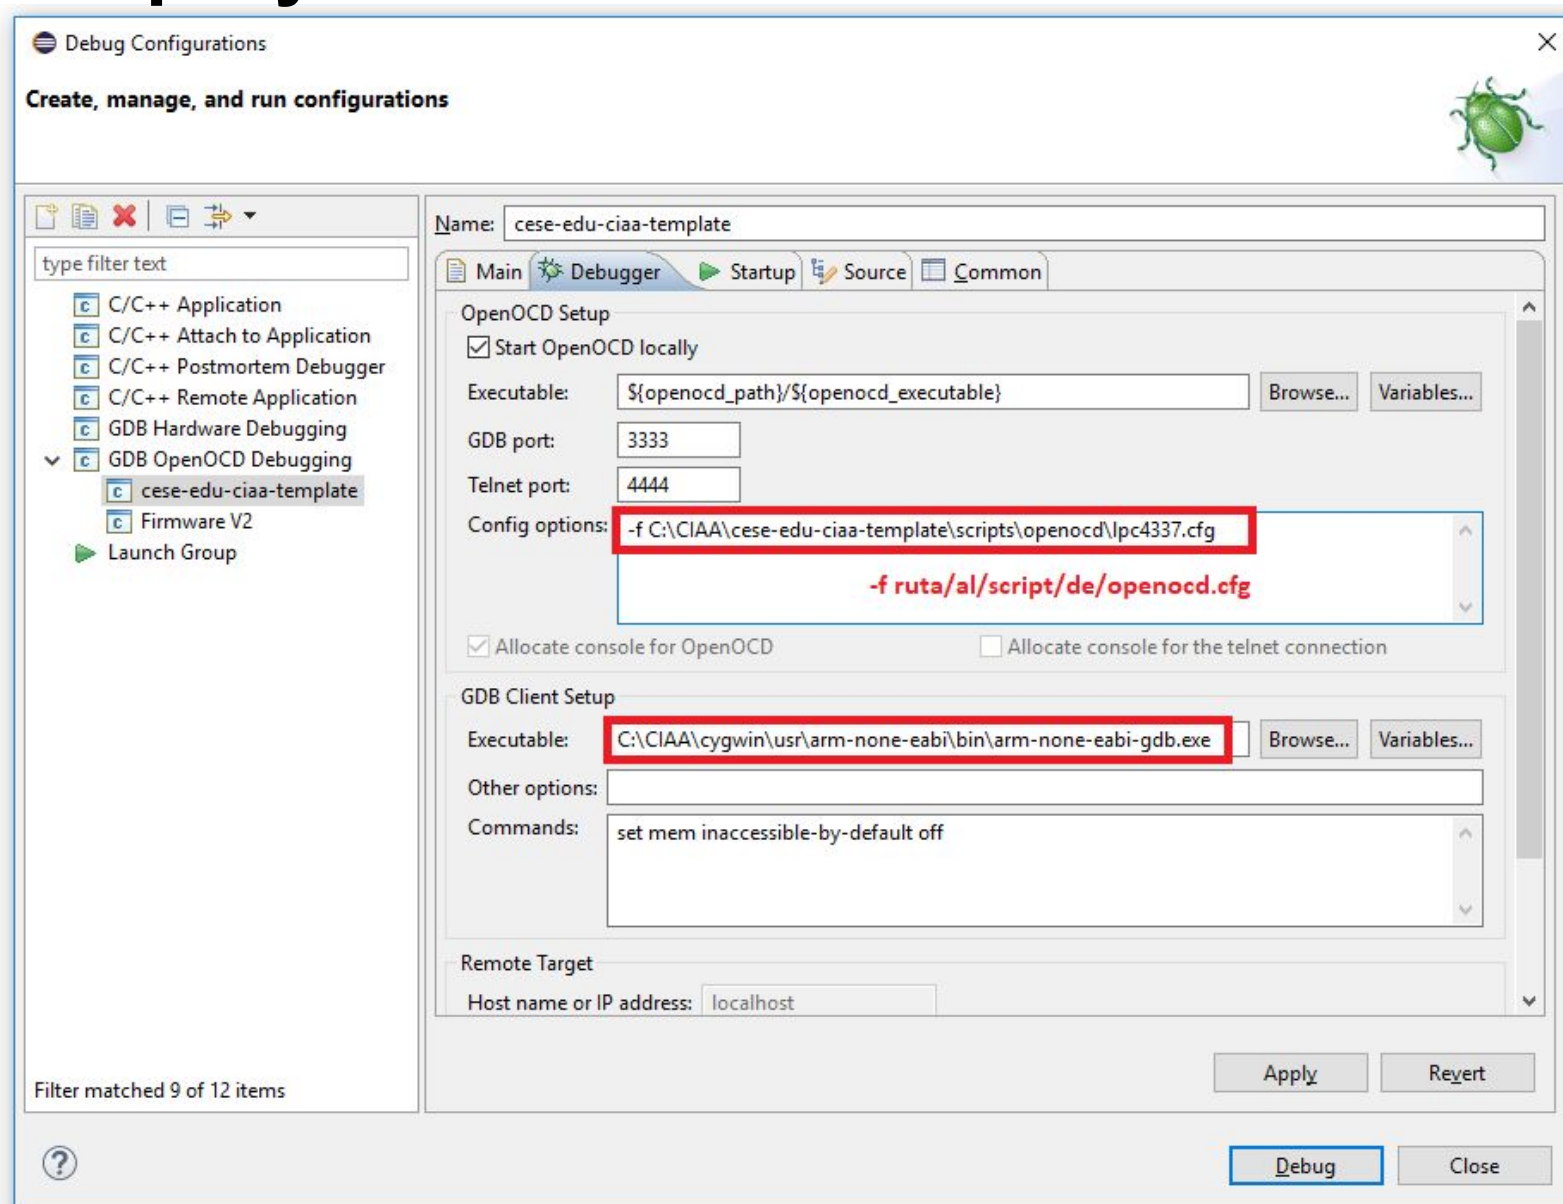 Debug Configurations
Create, manage, and run configurations
type filter text
C/C++ Application
C/C++ Attach to Application
C/C++ Postmortem Debugger
C/C++ Remote Application
GDB Hardware Debugging
GDB OpenOCD Debugging
cese-edu-ciaa-template
Firmware V2
Launch Group
Filter matched 9 of 12 items
Name: cese-edu-ciaa-template
Main Debugger Startup Source Common
OpenOCD Setup
Start OpenOCD locally
Executable: ${openocd_path}/${openocd_executable} Browse... Variables...
GDB port: 3333
Telnet port: 4444
Config options: -f C:\CIAA\cese-edu-ciaa-template\scripts\openocd\lpc4337.cfg
-f ruta/al/script/de/openocd.cfg
Allocate console for OpenOCD Allocate console for the telnet connection
GDB Client Setup
Executable: C:\CIAA\cygwin\usr\arm-none-eabi\bin\arm-none-eabi-gdb.exe Browse... Variables...
Other options:
Commands: set mem inaccessible-by-default off
Remote Target
Host name or IP address: localhost
Apply Revert
Debug Close